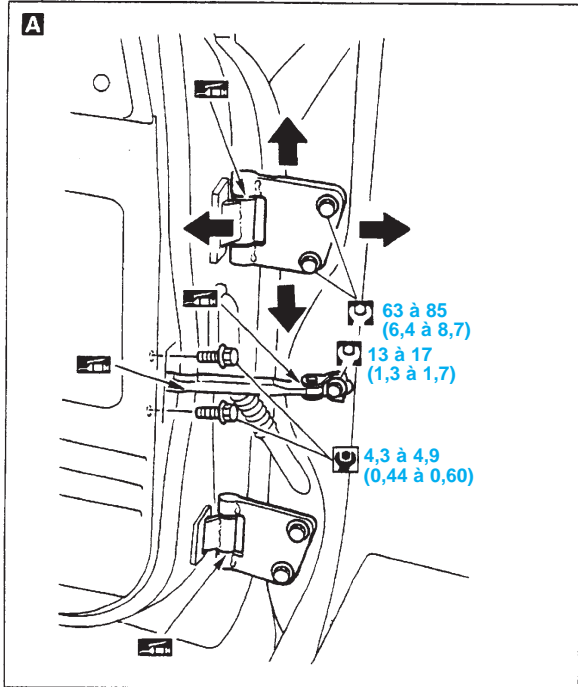 A
63 à 85
(6,4 à 8,7)
13 à 17
(1,3 à 1,7)
4,3 à 4,9
(0,44 à 0,60)